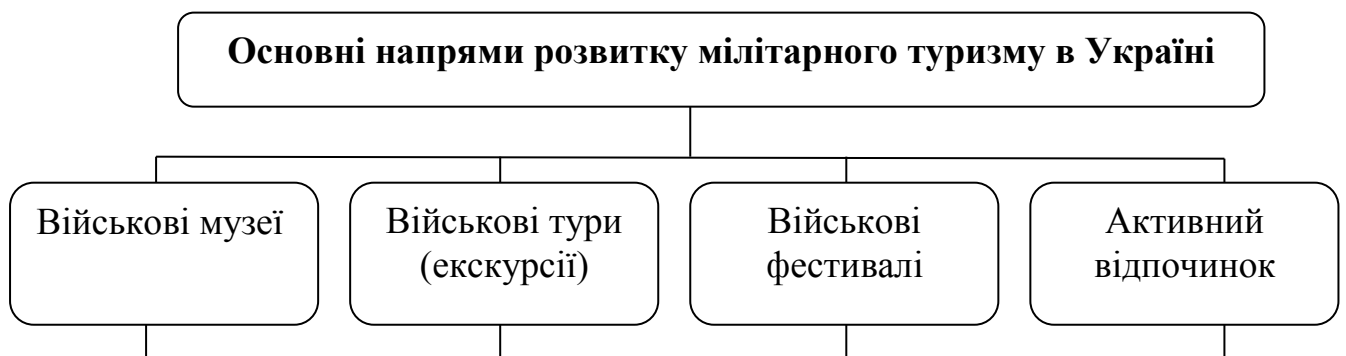 Основні напрями розвитку мілітарного туризму в Україні
Військові музеї
Військові тури
(екскурсії)
Військові
фестивалі
Активний
відпочинок